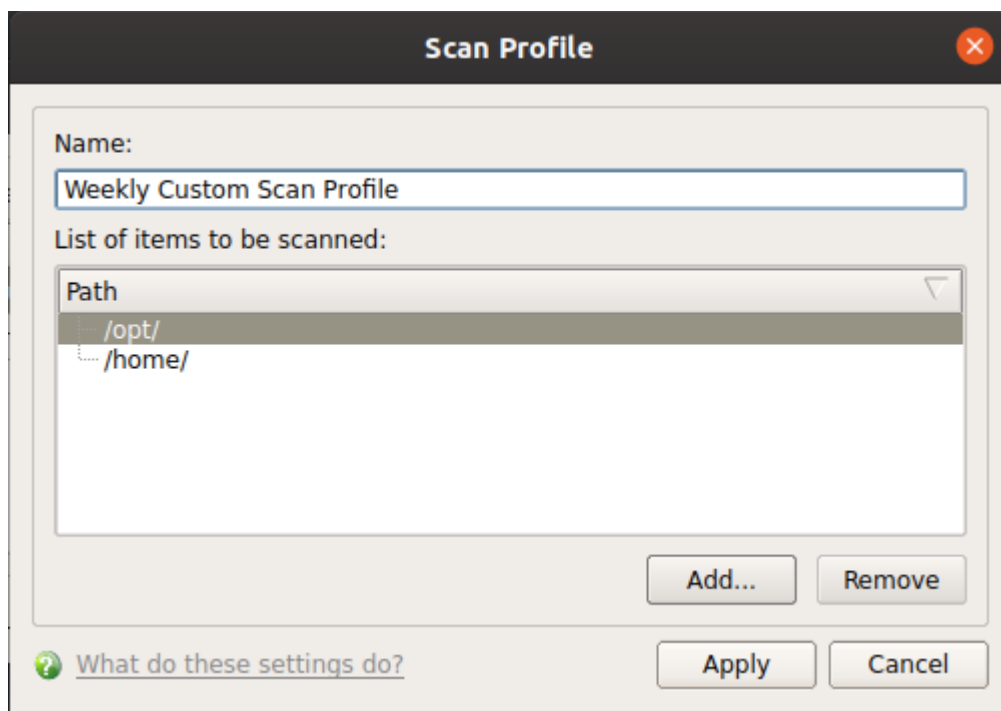 Scan Profile
Name:
Weekly Custom Scan Profile
List of items to be scanned:
Path
/opt/
/home/
Add... Remove
What do these settings do? Apply Cancel